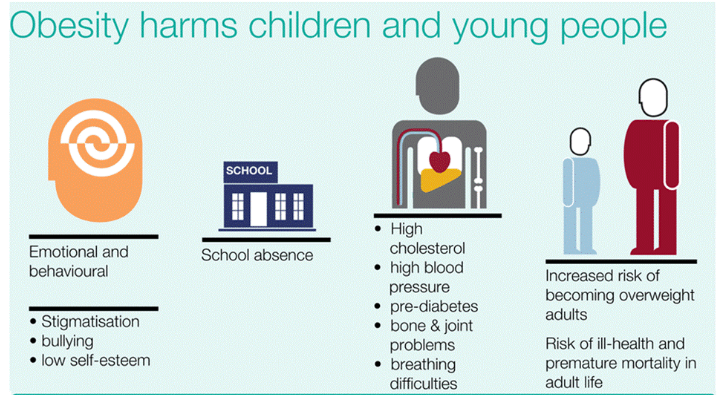 Obesity harms children and young people
Emotional and
behavioural
• Stigmatisation
• bullying
• low self-esteem
SCHOOL
School absence
• High
cholesterol
• high blood
pressure
• pre-diabetes
• bone & joint
problems
• breathing
difficulties
Increased risk of
becoming overweight
adults
Risk of ill-health and
premature mortality in
adult life